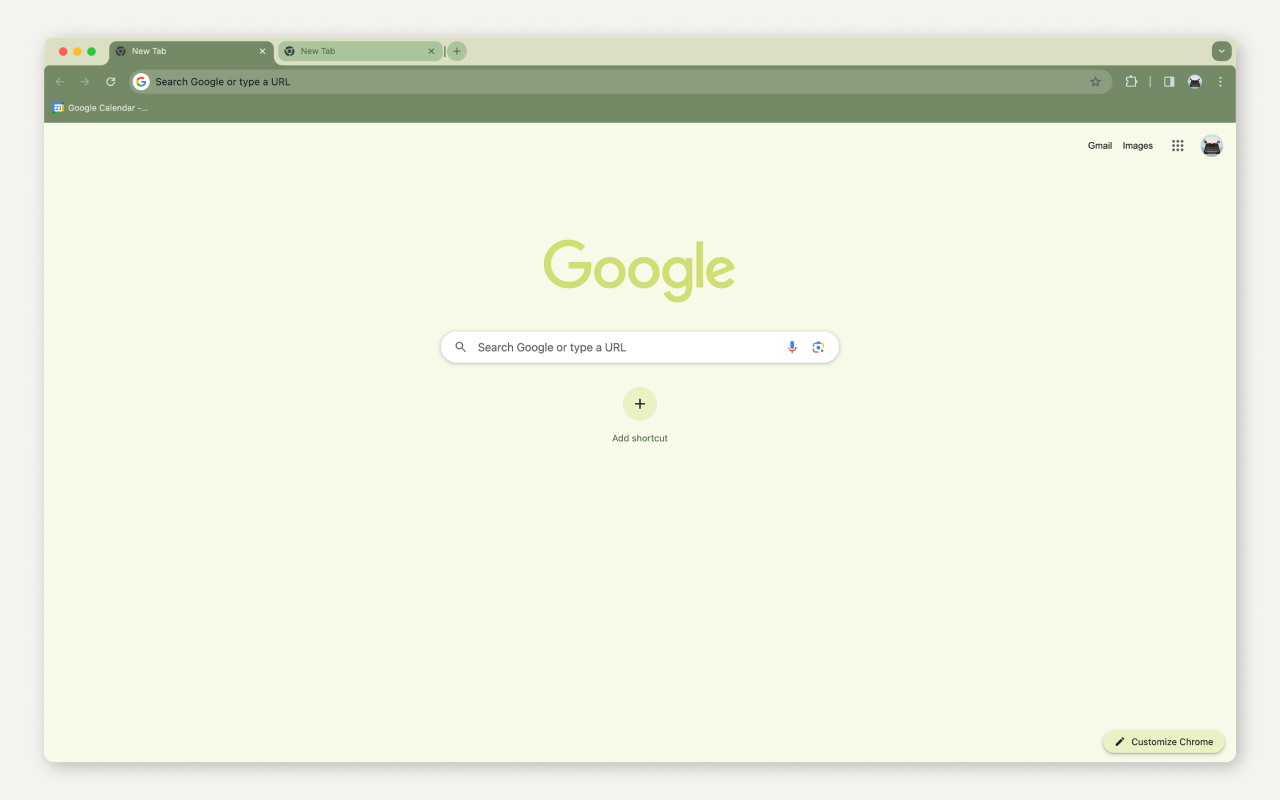 New Tab
New Tab
Search Google or type a URL
23 Google Calendar -...
Gmail Images
Google
Search Google or type a URL
Add shortcut
Customize Chrome